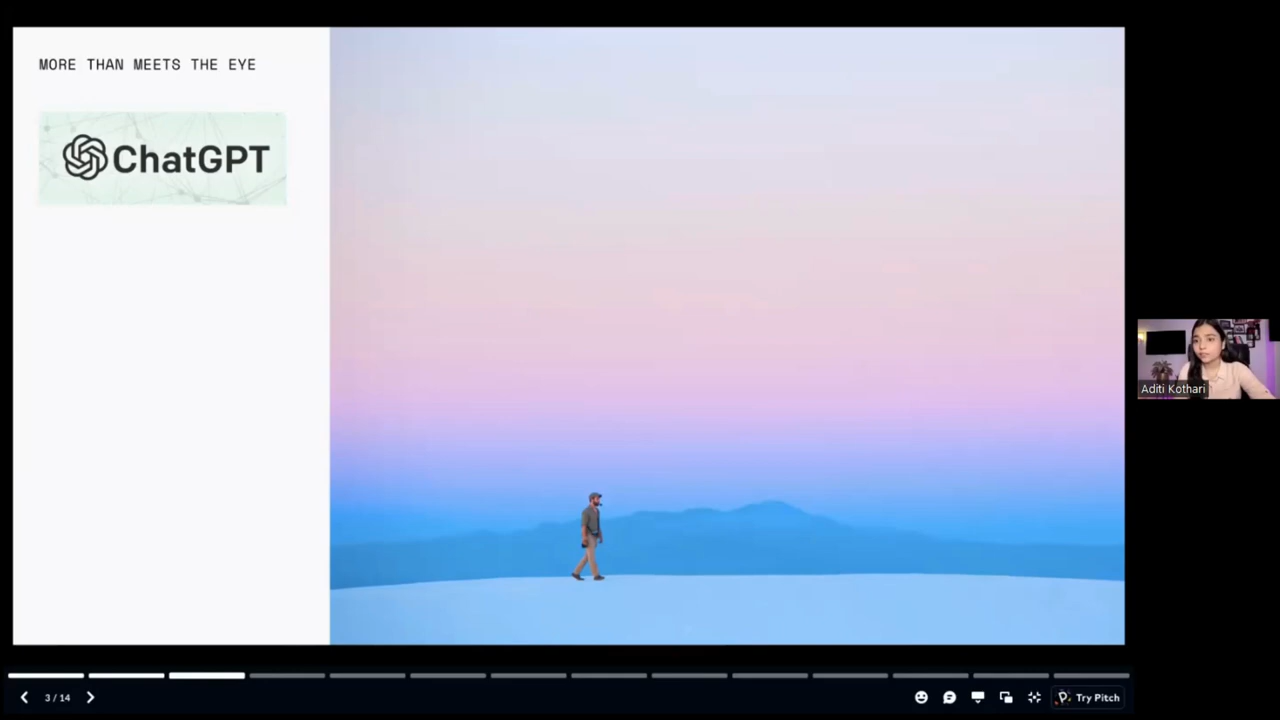 MORE THAN MEETS THE EYE
ChatGPT
Aditi Kothari
3 / 14
Try Pitch